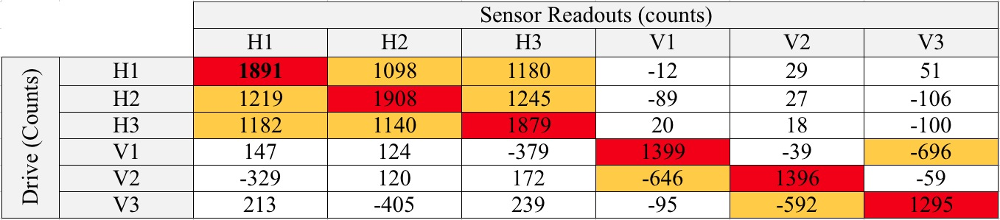 Sensor Readouts (counts)
H1 H2 H3 V1 V2 V3
Drive (Counts)
H1 1891 1098 1180 -12 29 51
H2 1219 1908 1245 -89 27 -106
H3 1182 1140 1879 20 18 -100
V1 147 124 -379 1399 -39 -696
V2 -329 120 172 -646 1396 -59
V3 213 -405 239 -95 -592 1295